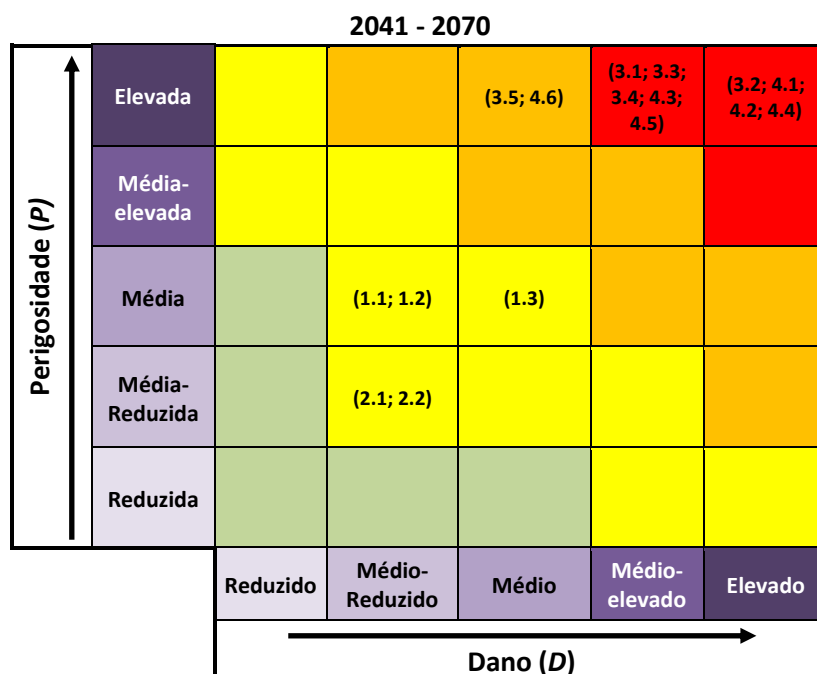 2041 - 2070
Perigosidade (P)
Elevada
(3.5; 4.6)
(3.1; 3.3;
3.4; 4.3;
4.5)
(3.2; 4.1;
4.2; 4.4)
Média-
elevada
Média
(1.1; 1.2)
(1.3)
Média-
Reduzida
(2.1; 2.2)
Reduzida
Reduzido
Médio-
Reduzido
Médio
Médio-
elevado
Elevado
Dano (D)